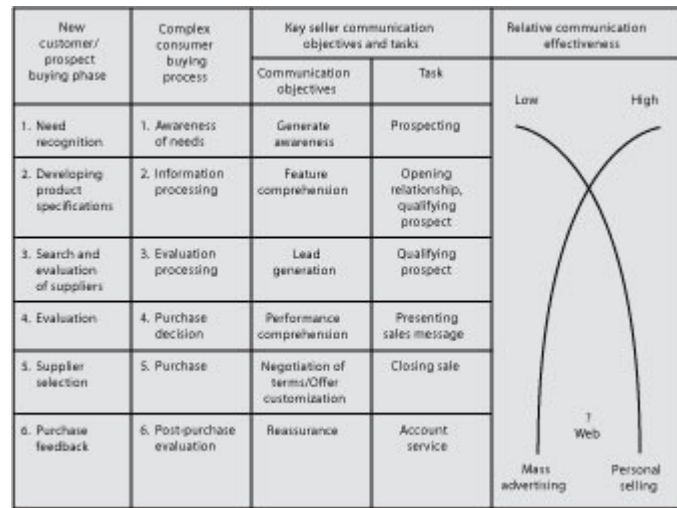 New
customer/
prospect
buying phase
Complex
consumer
buying
process
Key seller communication
objectives and tasks
Relative communication
effectiveness
Communication
objectives
Task
Low
High
1. Need
recognition
1. Awareness
of needs
Generate
awareness
Prospecting
2. Developing
product
specifications
2. Information
processing
Feature
comprehension
Opening
relationship,
qualifying
prospect
3. Search and
evaluation
of suppliers
3. Evaluation
processing
Lead
generation
Qualifying
prospect
4. Evaluation
4. Purchase
decision
Performance
comprehension
Presenting
sales message
5. Supplier
selection
5. Purchase
Negotiation of
terms/Offer
customization
Closing sale
6. Purchase
feedback
6. Post-purchase
evaluation
Reassurance
Account
service
?
Web
Mass
advertising
Personal
selling